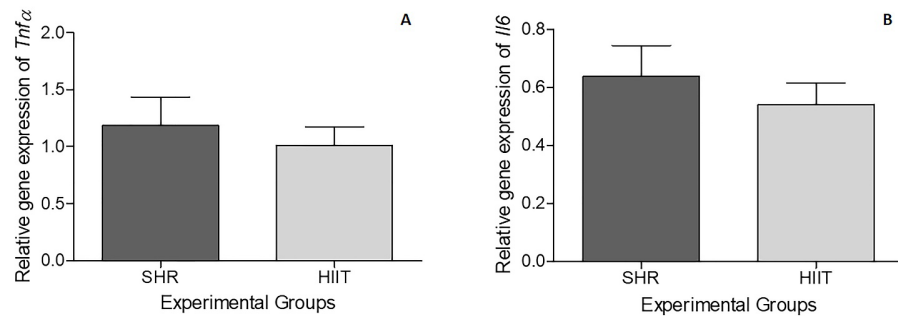 A
Relative gene expression of Tnfα
2.0
1.5
1.0
0.5
0.0
SHR HIIT
Experimental Groups
B
Relative gene expression of Il6
0.8
0.6
0.4
0.2
0.0
SHR HIIT
Experimental Groups